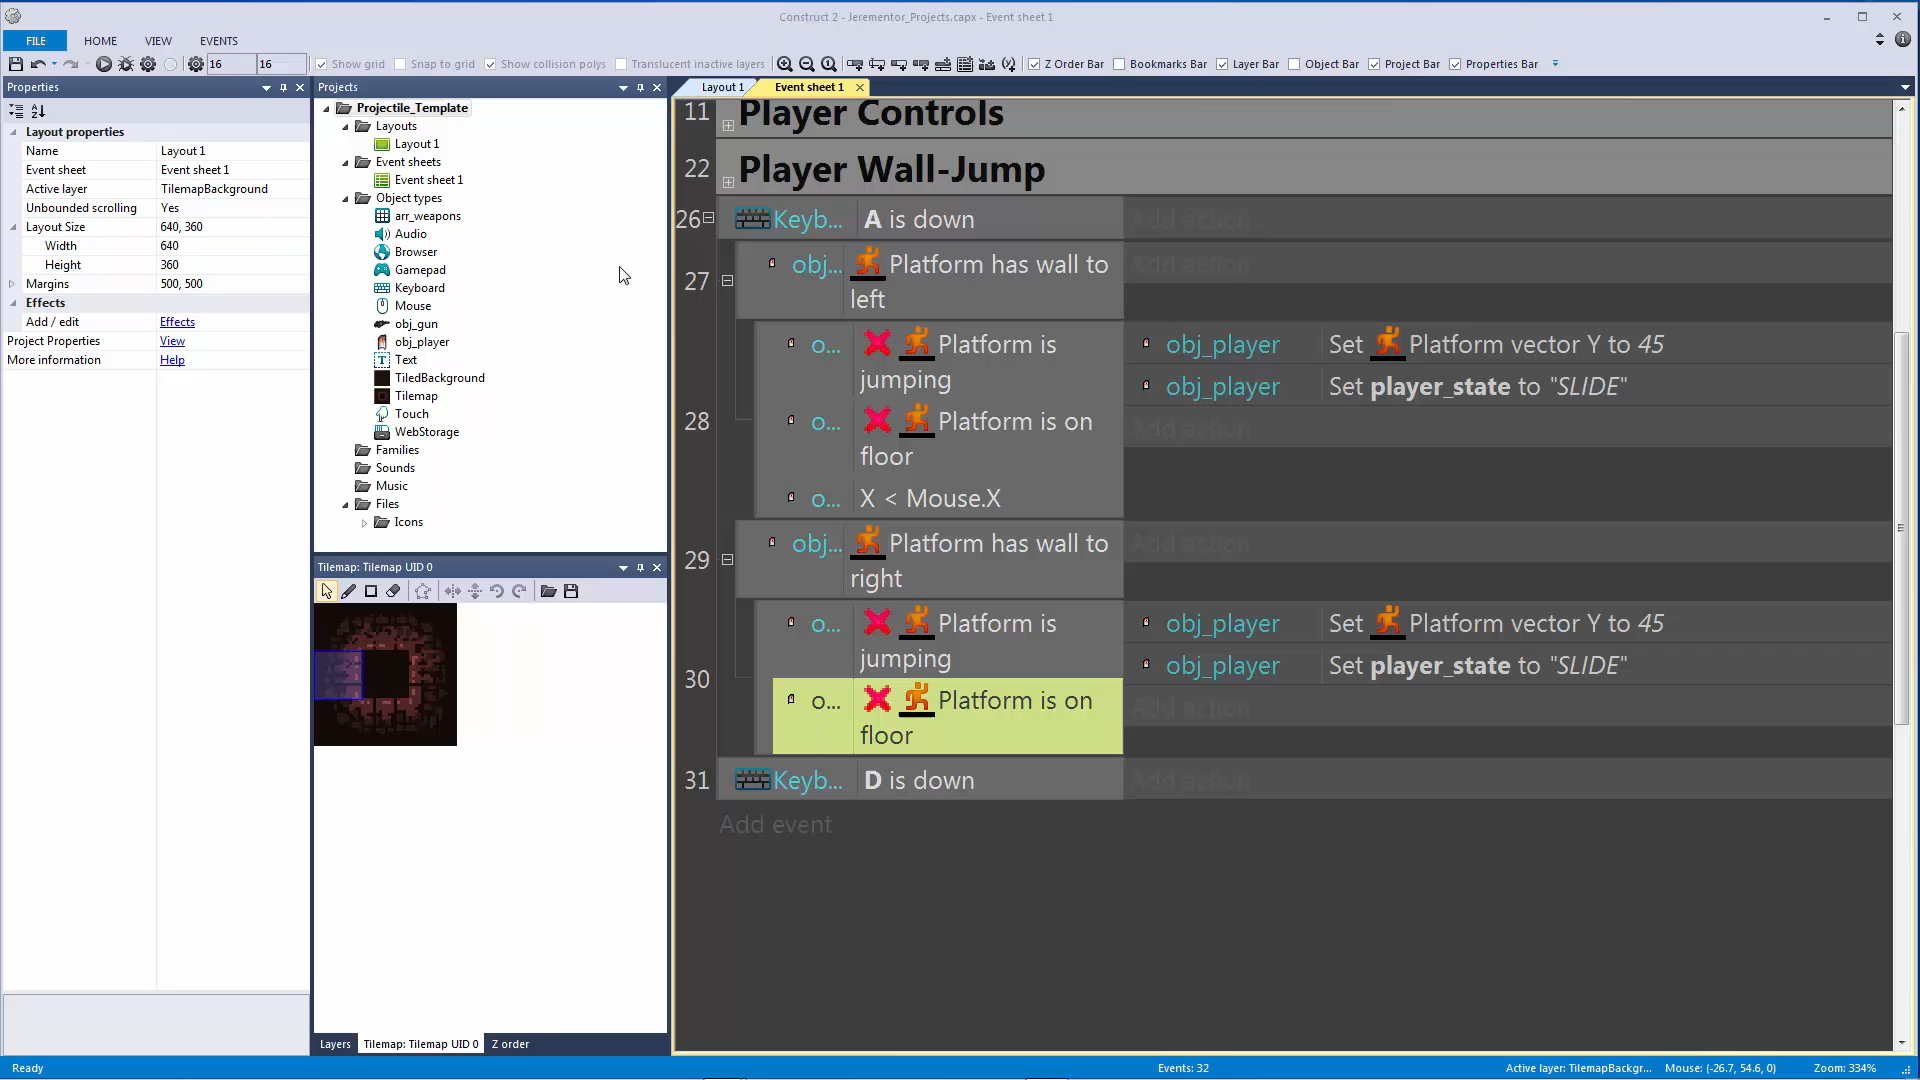 Construct 2 - Jerementor_Projects.capx - Event sheet 1
FILE HOME VIEW EVENTS
16 16 Show grid Snap to grid Show collision polys Translucent inactive layers Z Order Bar Bookmarks Bar Layer Bar Object Bar Project Bar Properties Bar
Properties
Layout properties
Name Layout 1
Event sheet Event sheet 1
Active layer TilemapBackground
Unbounded scrolling Yes
Layout Size 640, 360
Width 640
Height 360
Margins 500, 500
Effects
Add / edit Effects
Project Properties View
More information Help
Projects
Projectile_Template
Layouts
Layout 1
Event sheets
Event sheet 1
Object types
arr_weapons
Audio
Browser
Gamepad
Keyboard
Mouse
obj_gun
obj_player
Text
TiledBackground
Tilemap
Touch
WebStorage
Families
Sounds
Music
Files
Icons
Tilemap: Tilemap UID 0
Layers Tilemap: Tilemap UID 0 Z order
Layout 1 Event sheet 1
11 Player Controls
22 Player Wall-Jump
26 Keyb... A is down Add action
27 obj... Platform has wall to left Add action
28 o... Platform is jumping
o... Platform is on floor
o... X < Mouse.X
obj_player Set Platform vector Y to 45
obj_player Set player_state to "SLIDE"
Add action
29 obj... Platform has wall to right Add action
30 o... Platform is jumping
o... Platform is on floor
obj_player Set Platform vector Y to 45
obj_player Set player_state to "SLIDE"
Add action
31 Keyb... D is down Add action
Add event
Ready Events: 32 Active layer: TilemapBackgr... Mouse: (-26.7, 54.6, 0) Zoom: 334%